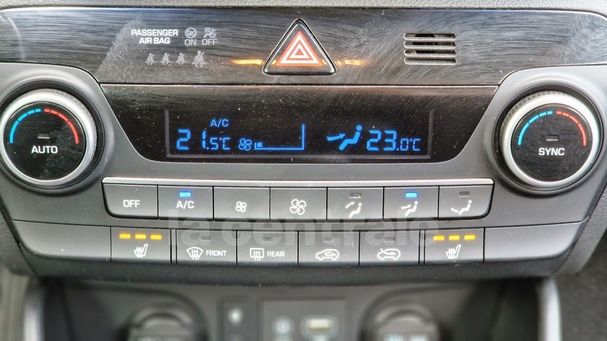 PASSENGER
AIR BAG ON OFF
A/C
21.5°C 23.0°C
AUTO
SYNC
OFF A/C
FRONT REAR
la centrale